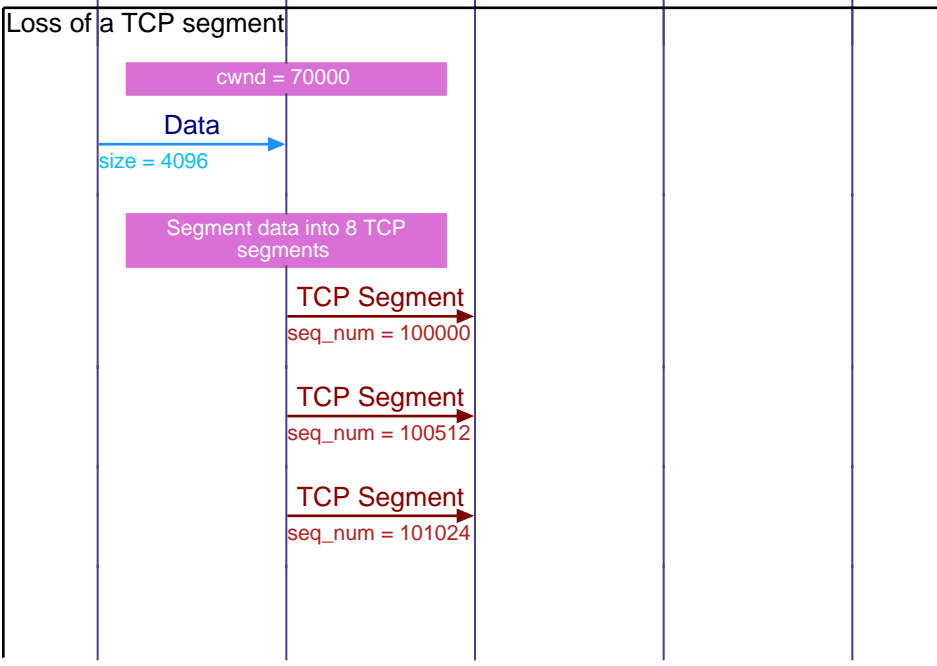 Loss of a TCP segment
cwnd = 70000
Data
size = 4096
Segment data into 8 TCP
segments
TCP Segment
seq_num = 100000
TCP Segment
seq_num = 100512
TCP Segment
seq_num = 101024